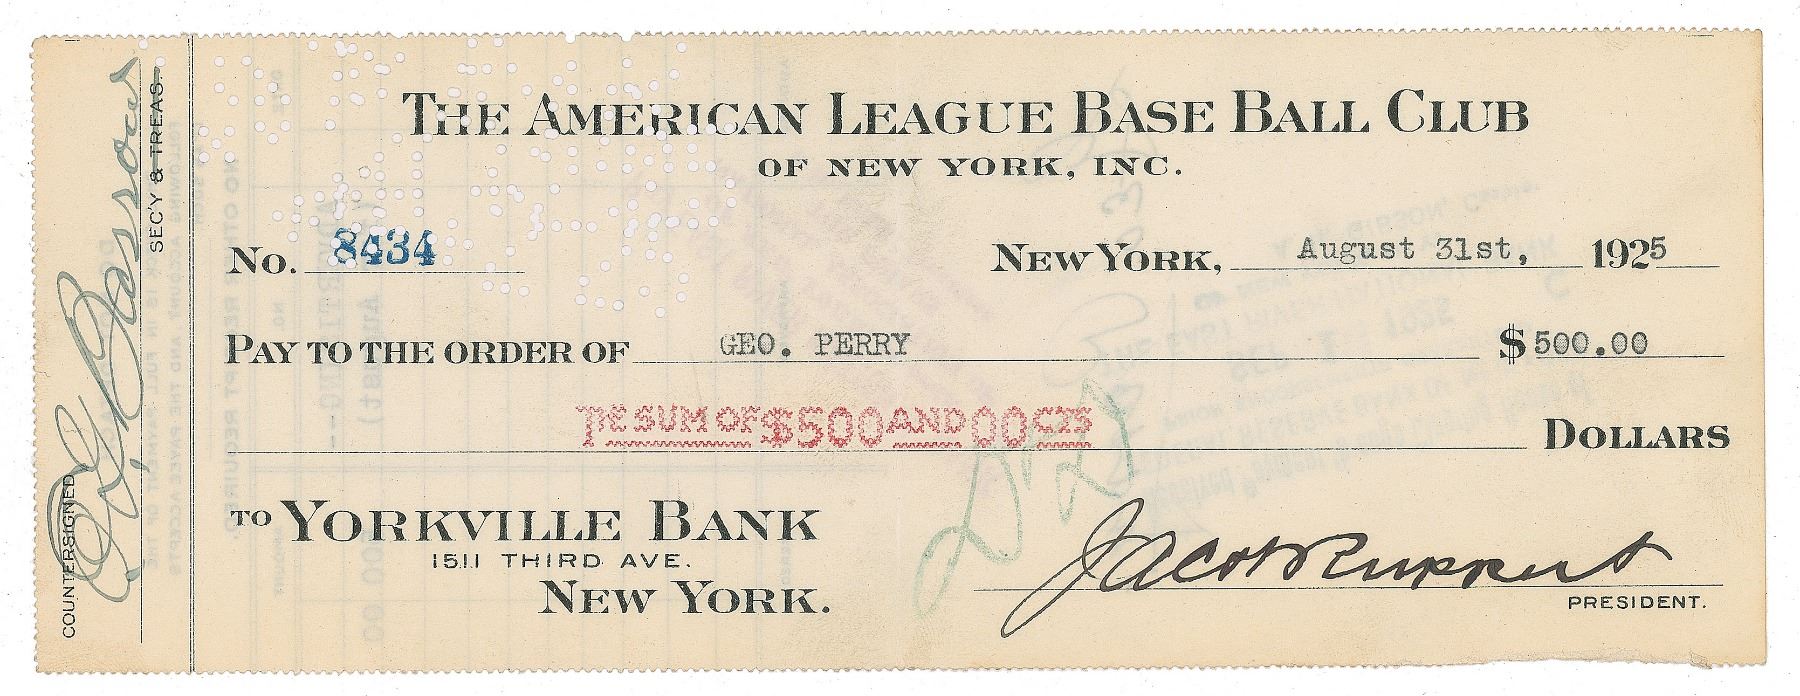 THE AMERICAN LEAGUE BASE BALL CLUB
OF NEW YORK, INC.
No. 8434
NEW YORK, August 31st, 1925
PAY TO THE ORDER OF GEO. PERRY $500.00
THE SUM OF $500 AND 00 CTS
DOLLARS
TO YORKVILLE BANK
1511 THIRD AVE.
NEW YORK.
Jacob Ruppert
PRESIDENT.
COUNTERSIGNED
SEC'Y & TREAS.